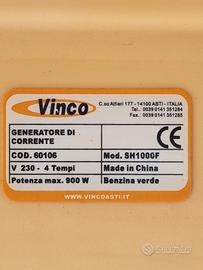 Vinco
C.so Alfieri 177 - 14100 ASTI - ITALIA
Tel.: 0039 0141 351284
Fax: 0039 0141 351285
GENERATORE DI
CORRENTE
CE
COD. 60106
Mod. SH1000F
V 230 - 4 Tempi
Made in China
Potenza max. 900 W
Benzina verde
www.VINCOASTI.IT
subito